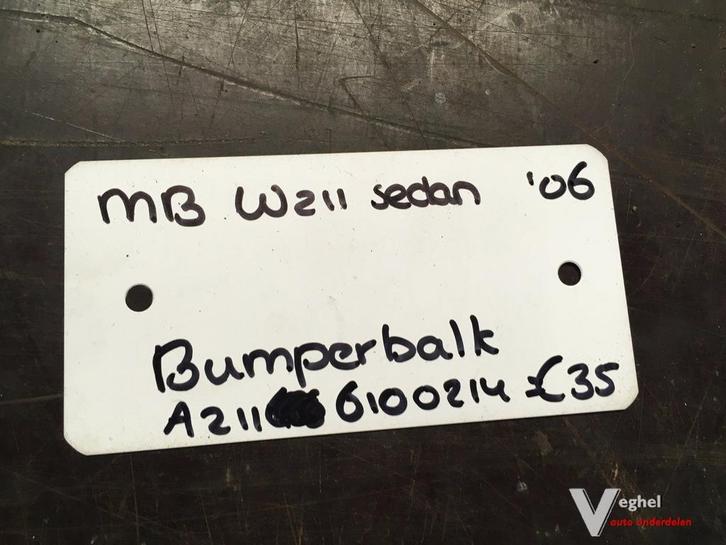 MB W211 sedan '06
Bumperbalk
A211 6100214 €35
Veghel
auto onderdelen